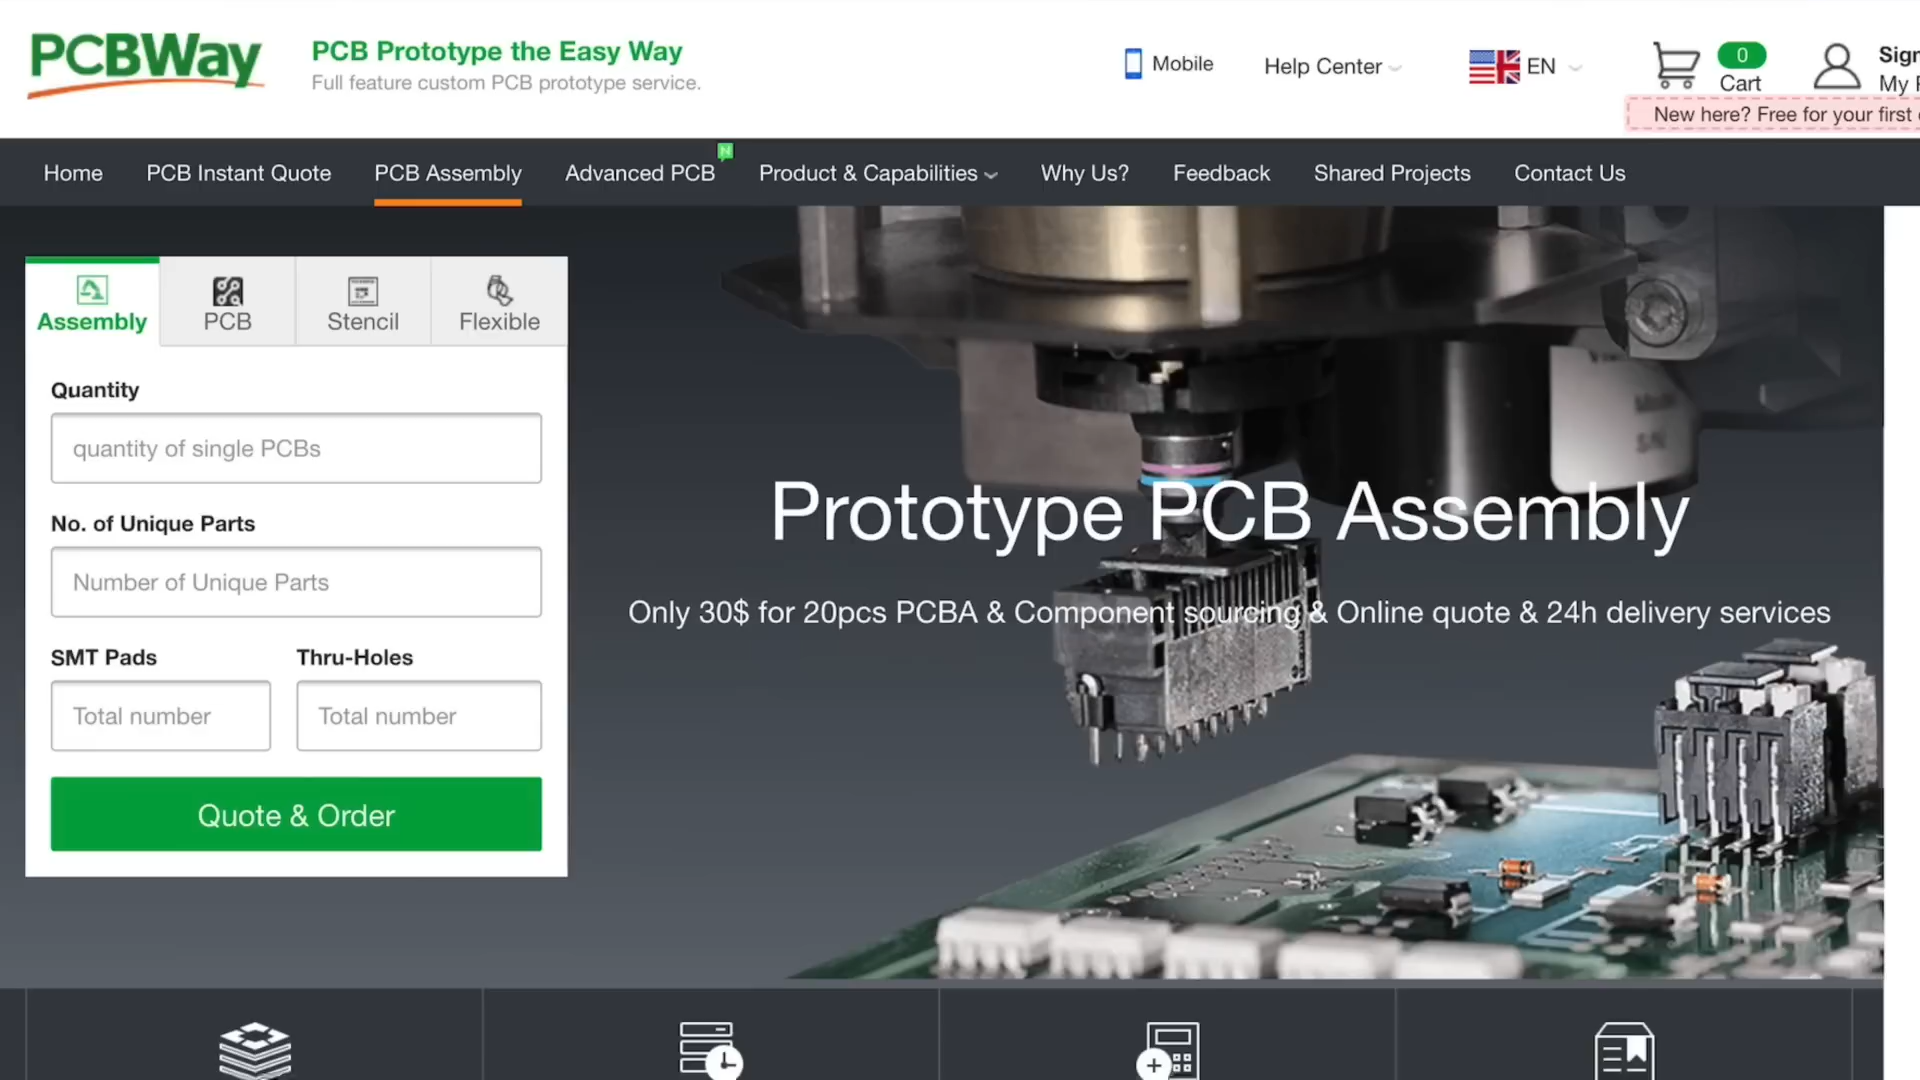 PCBWay
PCB Prototype the Easy Way
Full feature custom PCB prototype service.
Mobile
Help Center
EN
0
Cart
Sign
My
New here? Free for your first
Home
PCB Instant Quote
PCB Assembly
Advanced PCB
N
Product & Capabilities
Why Us?
Feedback
Shared Projects
Contact Us
Assembly
PCB
Stencil
Flexible
Quantity
quantity of single PCBs
No. of Unique Parts
Number of Unique Parts
SMT Pads
Thru-Holes
Total number
Total number
Quote & Order
Prototype PCB Assembly
Only 30$ for 20pcs PCBA & Component sourcing & Online quote & 24h delivery services